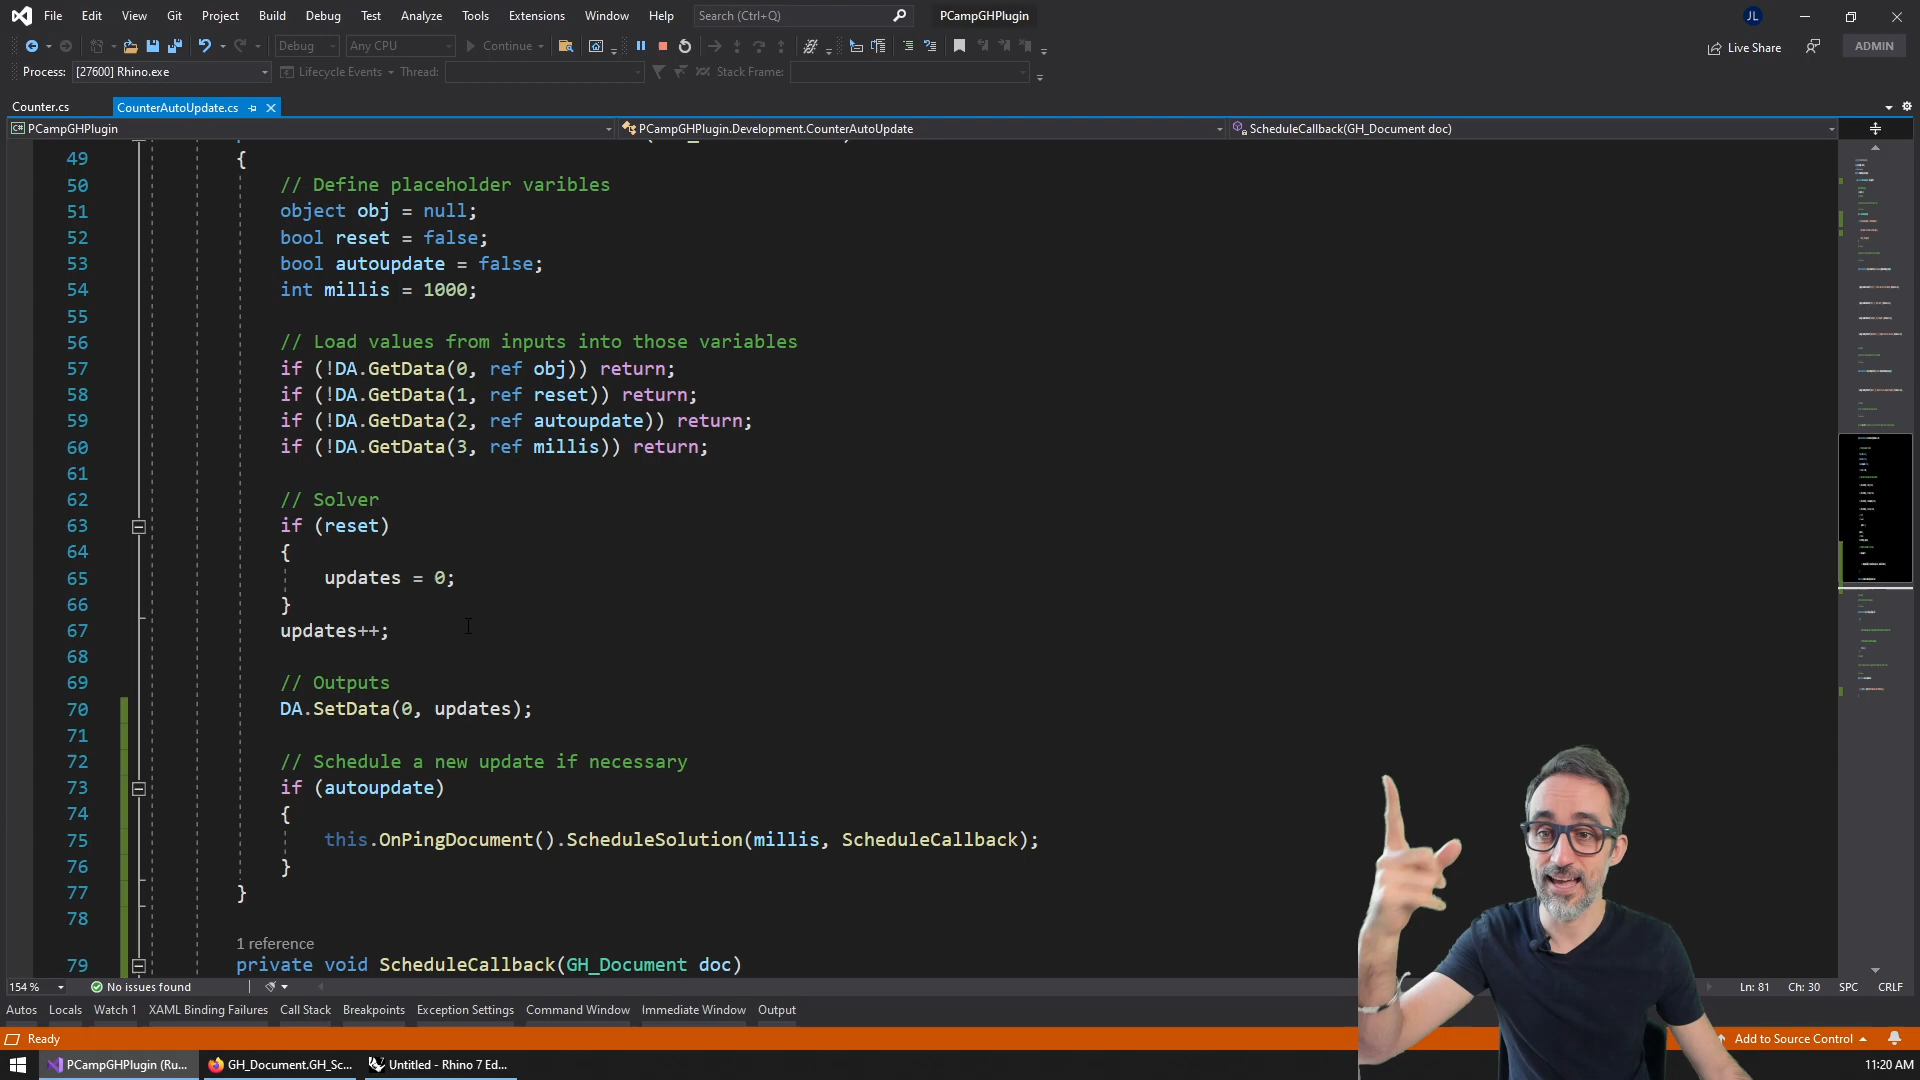 File Edit View Git Project Build Debug Test Analyze Tools Extensions Window Help Search (Ctrl+Q) PCampGHPlugin JL
Debug Any CPU Continue Live Share ADMIN
Process: [27600] Rhino.exe Lifecycle Events Thread: Stack Frame:
Counter.cs CounterAutoUpdate.cs
C# PCampGHPlugin PCampGHPlugin.Development.CounterAutoUpdate ScheduleCallback(GH_Document doc)
49 {
50 // Define placeholder varibles
51 object obj = null;
52 bool reset = false;
53 bool autoupdate = false;
54 int millis = 1000;
55
56 // Load values from inputs into those variables
57 if (!DA.GetData(0, ref obj)) return;
58 if (!DA.GetData(1, ref reset)) return;
59 if (!DA.GetData(2, ref autoupdate)) return;
60 if (!DA.GetData(3, ref millis)) return;
61
62 // Solver
63 if (reset)
64 {
65 updates = 0;
66 }
67 updates++;
68
69 // Outputs
70 DA.SetData(0, updates);
71
72 // Schedule a new update if necessary
73 if (autoupdate)
74 {
75 this.OnPingDocument().ScheduleSolution(millis, ScheduleCallback);
76 }
77 }
78
1 reference
79 private void ScheduleCallback(GH_Document doc)
154 % No issues found Ln: 81 Ch: 30 SPC CRLF
Autos Locals Watch 1 XAML Binding Failures Call Stack Breakpoints Exception Settings Command Window Immediate Window Output
Ready Add to Source Control
PCampGHPlugin (Ru... GH_Document.GH_Sc... Untitled - Rhino 7 Ed... 11:20 AM